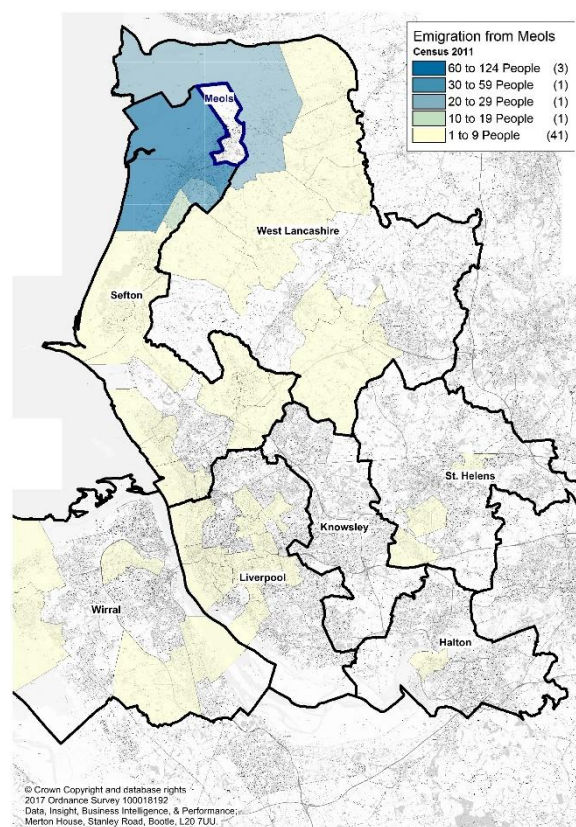 Emigration from Meols
Census 2011
60 to 124 People (3)
30 to 59 People (1)
20 to 29 People (1)
10 to 19 People (1)
1 to 9 People (41)
Meols
West Lancashire
Sefton
St. Helens
Knowsley
Liverpool
Wirral
Halton
© Crown Copyright and database rights
2017 Ordnance Survey 100018192
Data, Insight, Business Intelligence, & Performance;
Merton House, Stanley Road, Bootle, L20 7UU.